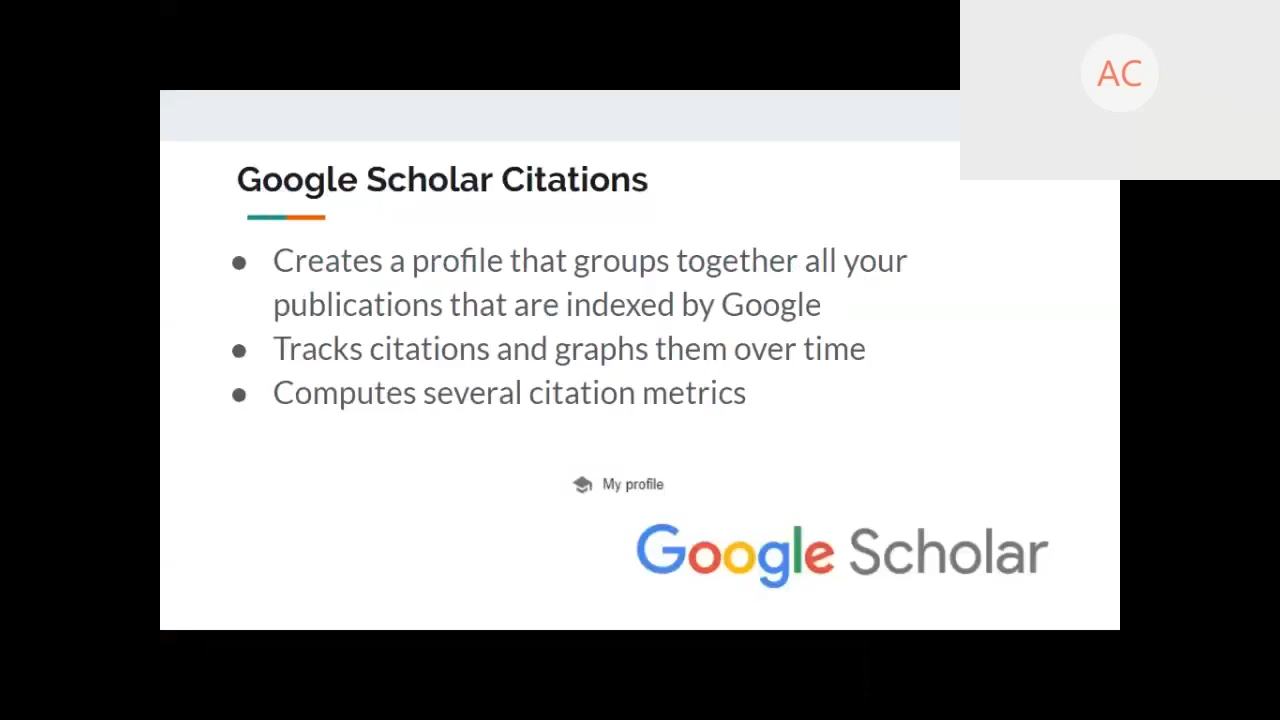 AC
Google Scholar Citations
● Creates a profile that groups together all your
publications that are indexed by Google
● Tracks citations and graphs them over time
● Computes several citation metrics
My profile
Google Scholar